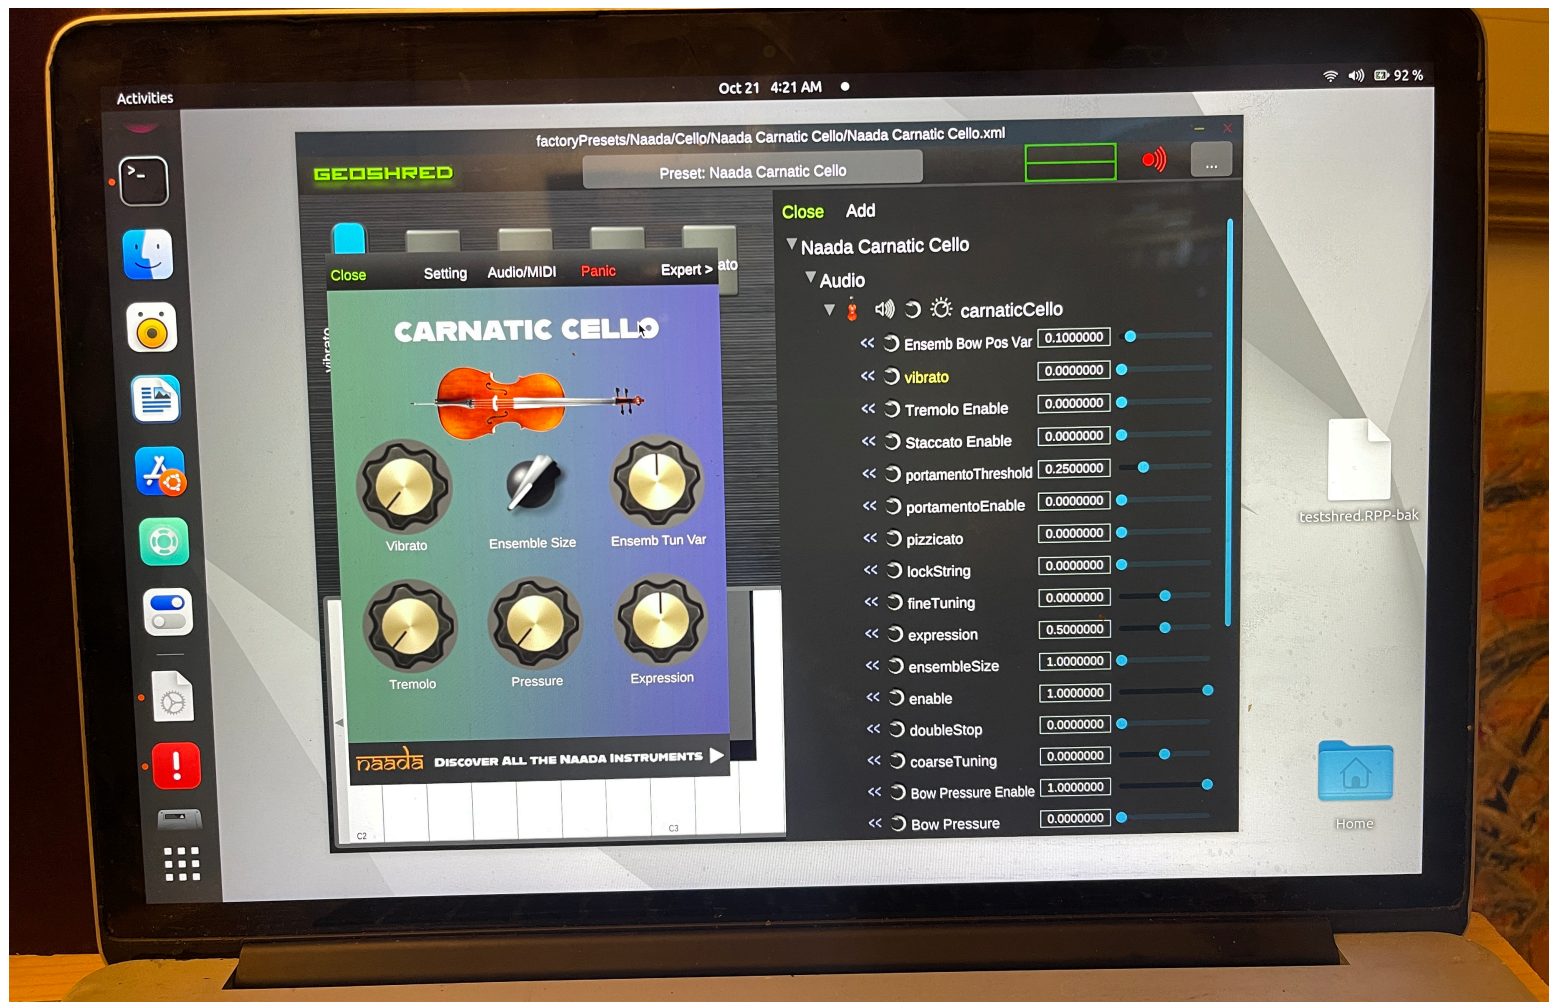 Activities
Oct 21 4:21 AM
92 %
factoryPresets/Naada/Cello/Naada Carnatic Cello/Naada Carnatic Cello.xml
GEOSHRED
Preset: Naada Carnatic Cello
...
Close Setting Audio/MIDI Panic Expert >
ato
vibrato
CARNATIC CELLO
Vibrato
Ensemble Size
Ensemb Tun Var
Tremolo
Pressure
Expression
naada DISCOVER ALL THE NAADA INSTRUMENTS
C2
C3
Close Add
Naada Carnatic Cello
Audio
carnaticCello
<< Ensemb Bow Pos Var 0.1000000
<< vibrato 0.0000000
<< Tremolo Enable 0.0000000
<< Staccato Enable 0.0000000
<< portamentoThreshold 0.2500000
<< portamentoEnable 0.0000000
<< pizzicato 0.0000000
<< lockString 0.0000000
<< fineTuning 0.0000000
<< expression 0.5000000
<< ensembleSize 1.0000000
<< enable 1.0000000
<< doubleStop 0.0000000
<< coarseTuning 0.0000000
<< Bow Pressure Enable 1.0000000
<< Bow Pressure 0.0000000
testshred.RPP-bak
Home